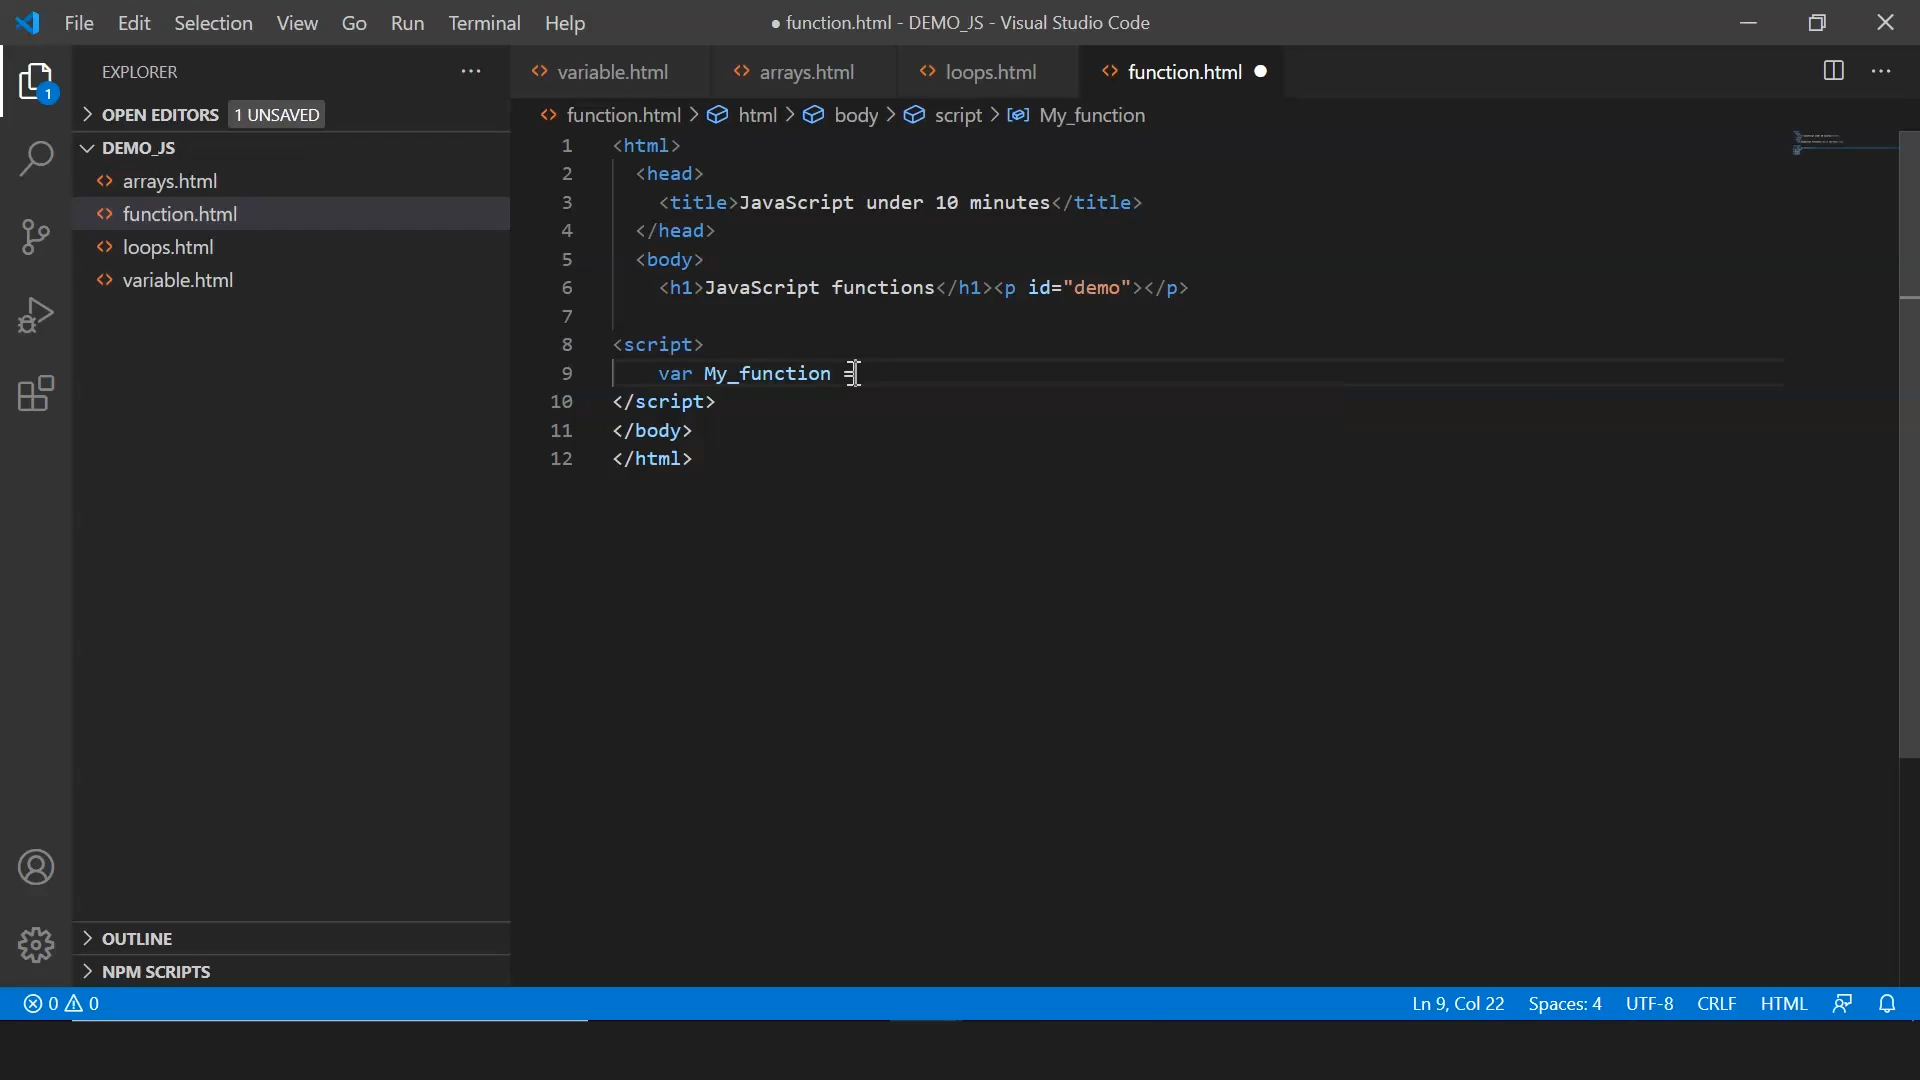 File Edit Selection View Go Run Terminal Help
● function.html - DEMO_JS - Visual Studio Code
EXPLORER
1
OPEN EDITORS 1 UNSAVED
DEMO_JS
arrays.html
function.html
loops.html
variable.html
OUTLINE
NPM SCRIPTS
variable.html arrays.html loops.html function.html ●
function.html > html > body > script > My_function
1 <html>
2 <head>
3 <title>JavaScript under 10 minutes</title>
4 </head>
5 <body>
6 <h1>JavaScript functions</h1><p id="demo"></p>
7
8 <script>
9 var My_function =
10 </script>
11 </body>
12 </html>
0 0 Ln 9, Col 22 Spaces: 4 UTF-8 CRLF HTML